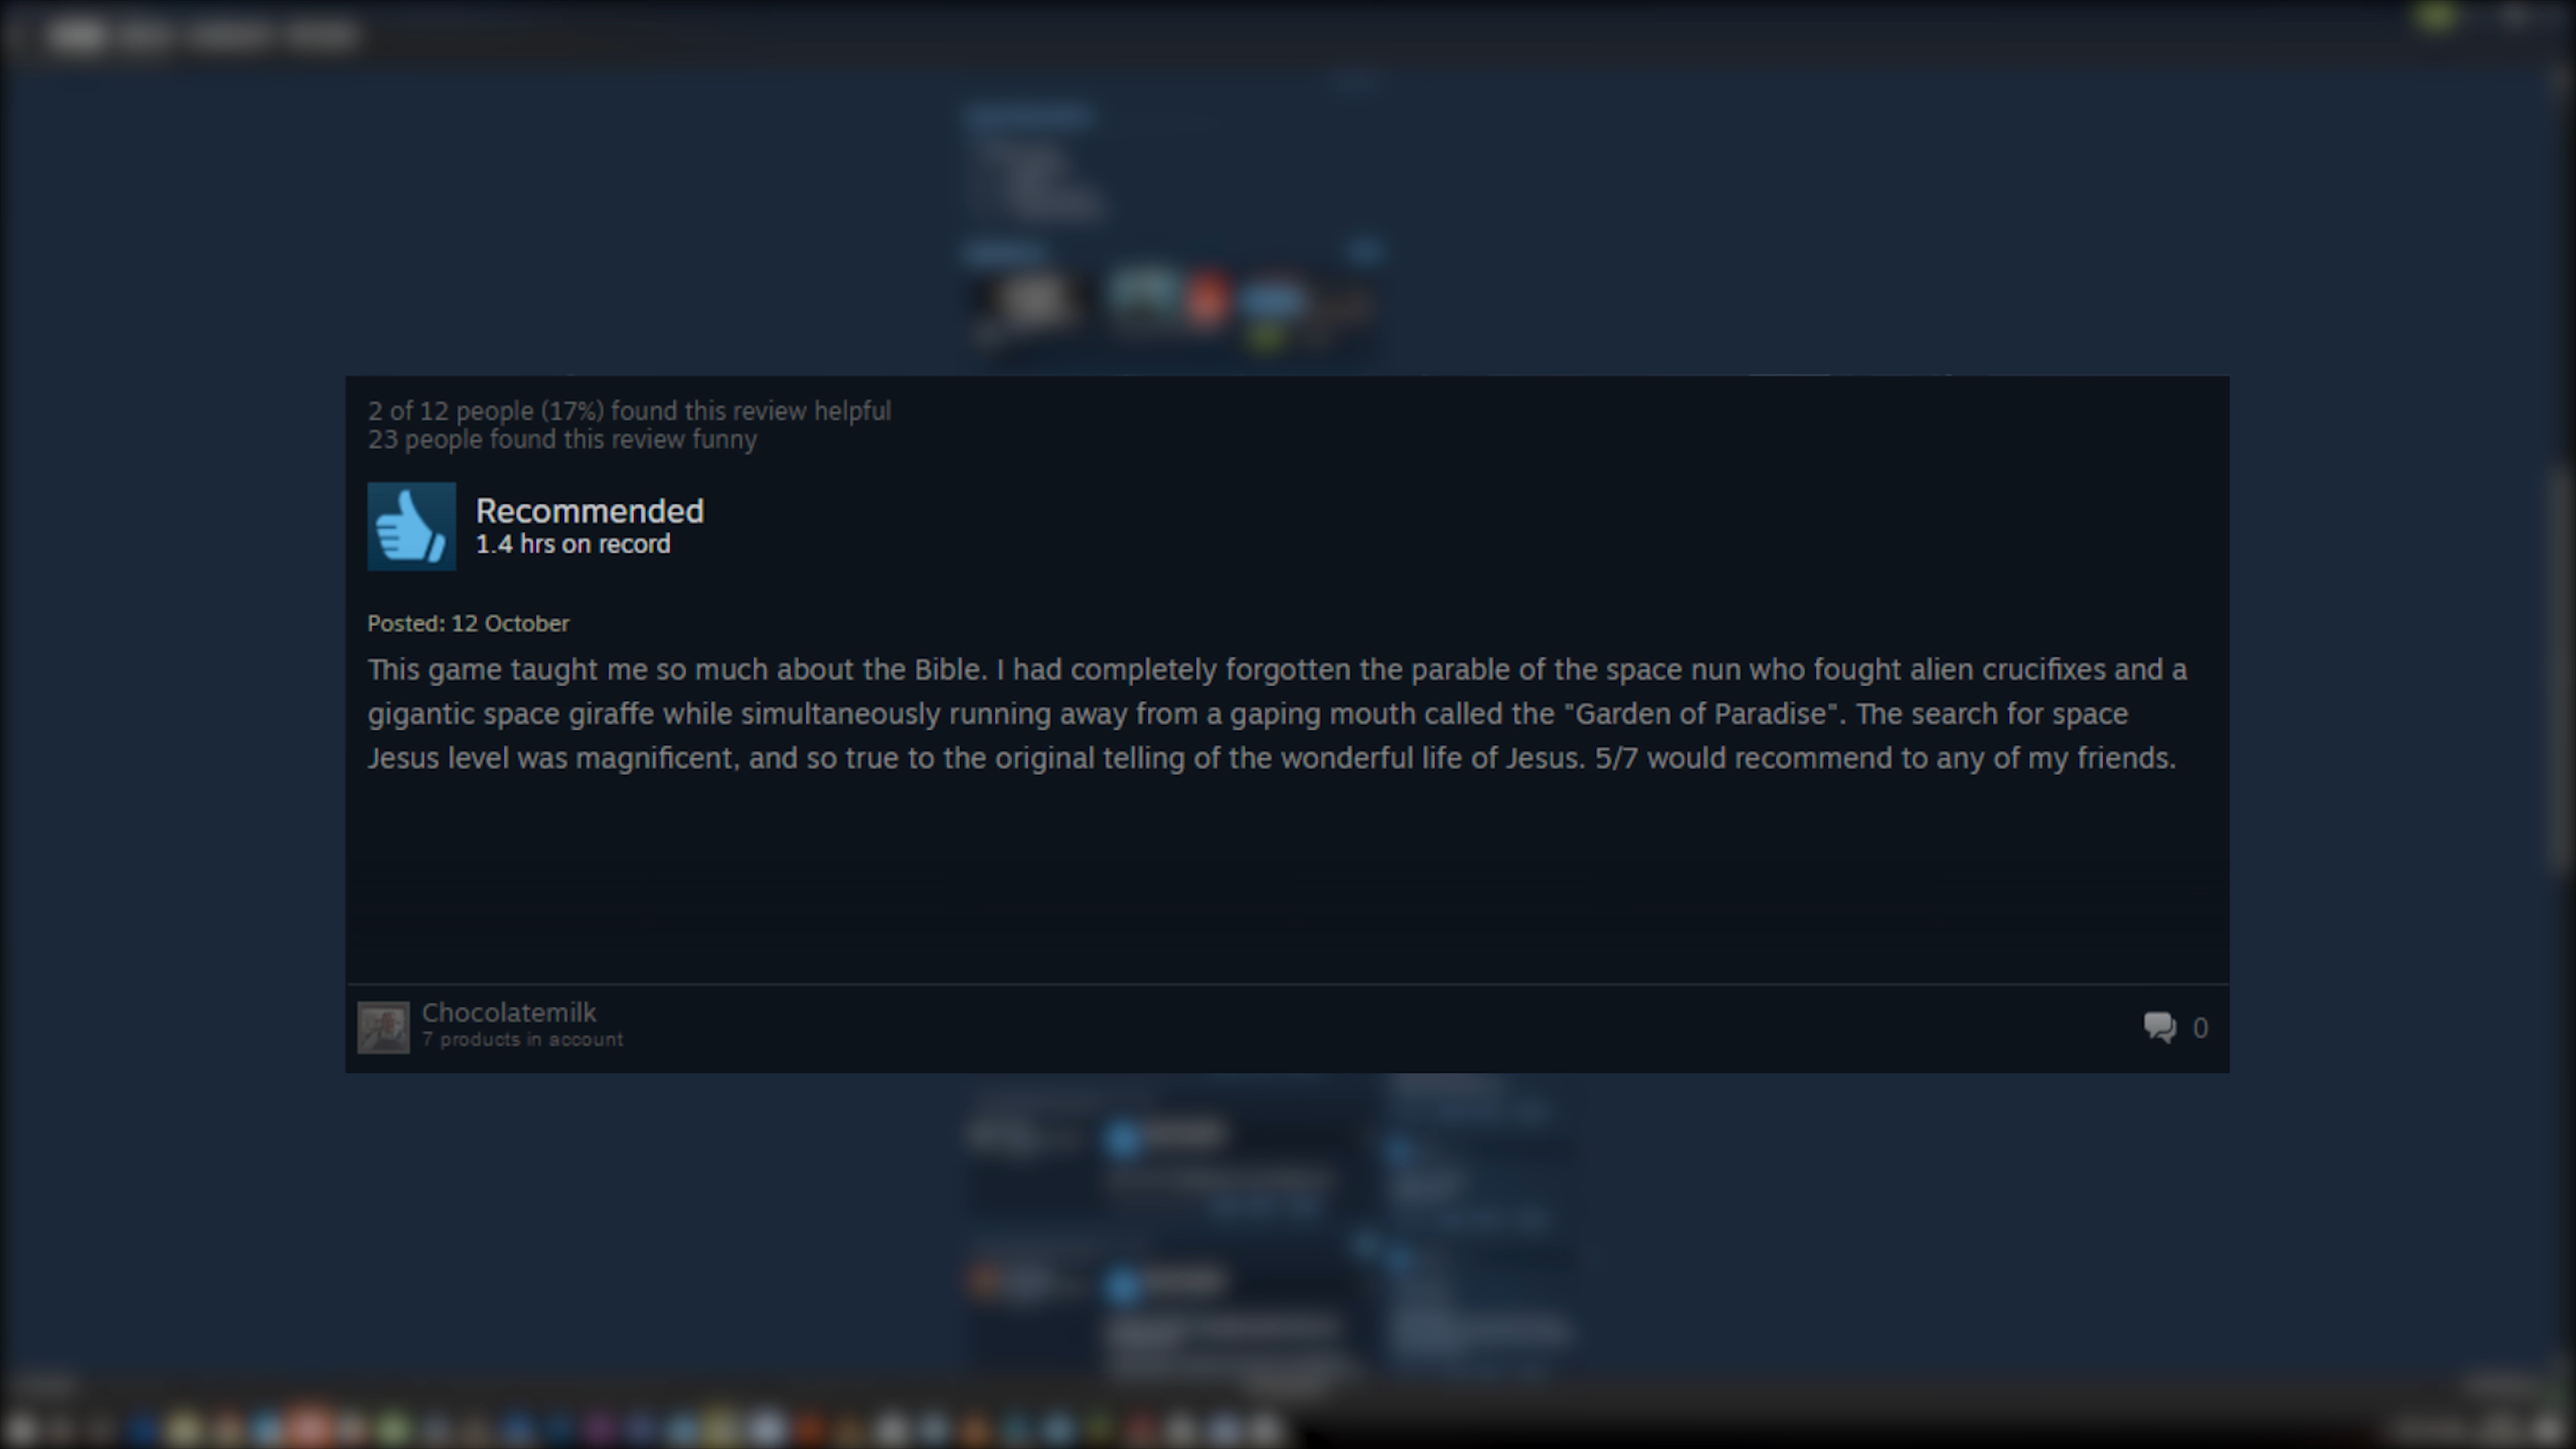 2 of 12 people (17%) found this review helpful
23 people found this review funny
Recommended
1.4 hrs on record
Posted: 12 October
This game taught me so much about the Bible. I had completely forgotten the parable of the space nun who fought alien crucifixes and a
gigantic space giraffe while simultaneously running away from a gaping mouth called the "Garden of Paradise". The search for space
Jesus level was magnificent, and so true to the original telling of the wonderful life of Jesus. 5/7 would recommend to any of my friends.
Chocolatemilk
7 products in account
0